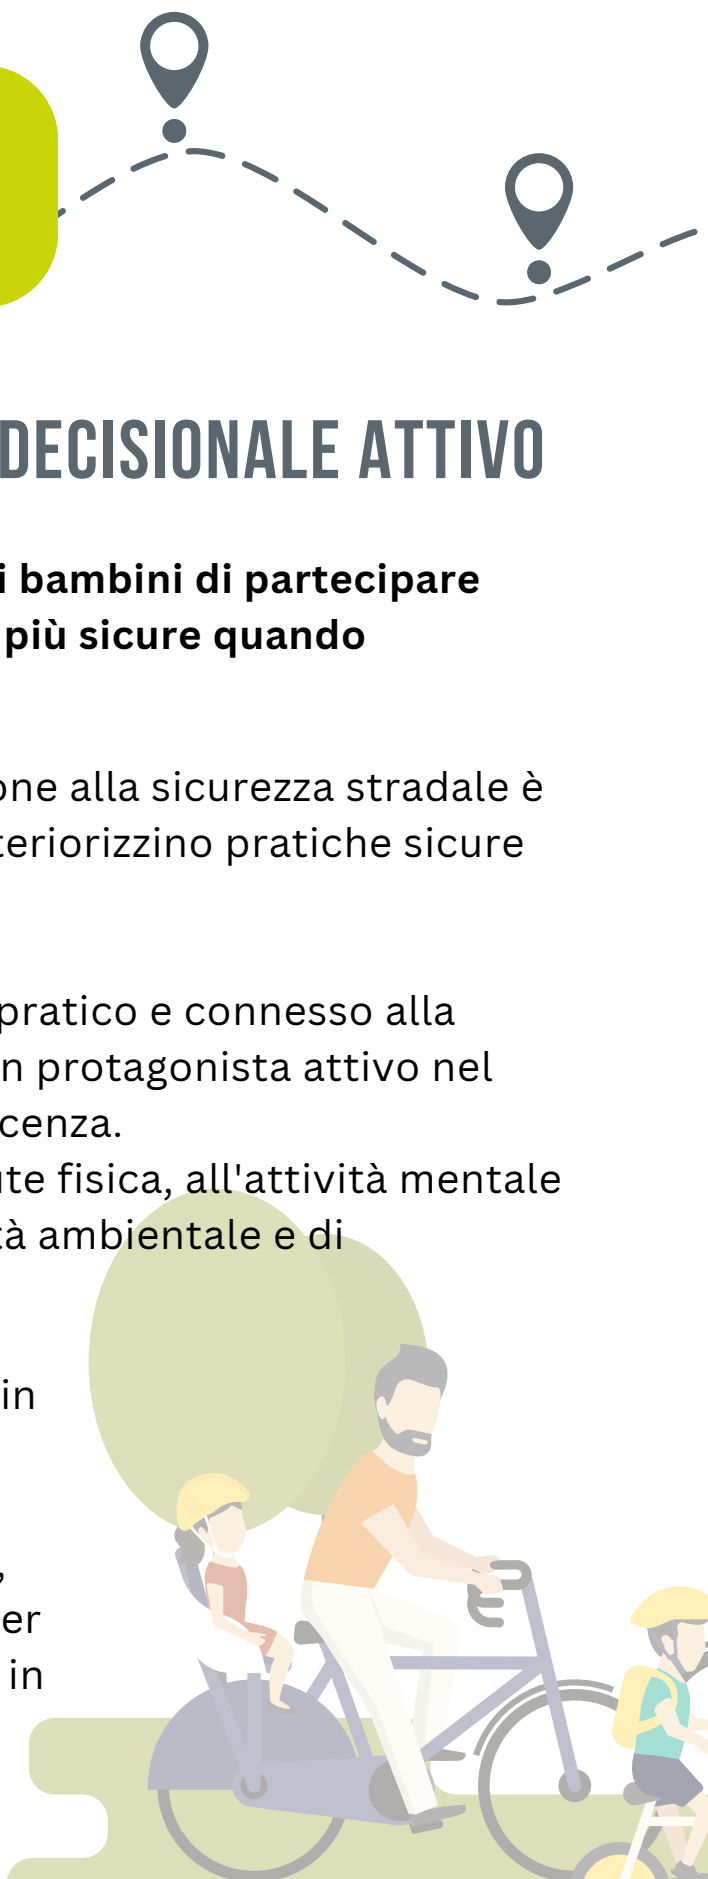 DECISIONALE ATTIVO
i bambini di partecipare
più sicure quando
one alla sicurezza stradale è
teriorizzino pratiche sicure
pratico e connesso alla
n protagonista attivo nel
cenza.
ute fisica, all'attività mentale
tà ambientale e di
in
,
er
in